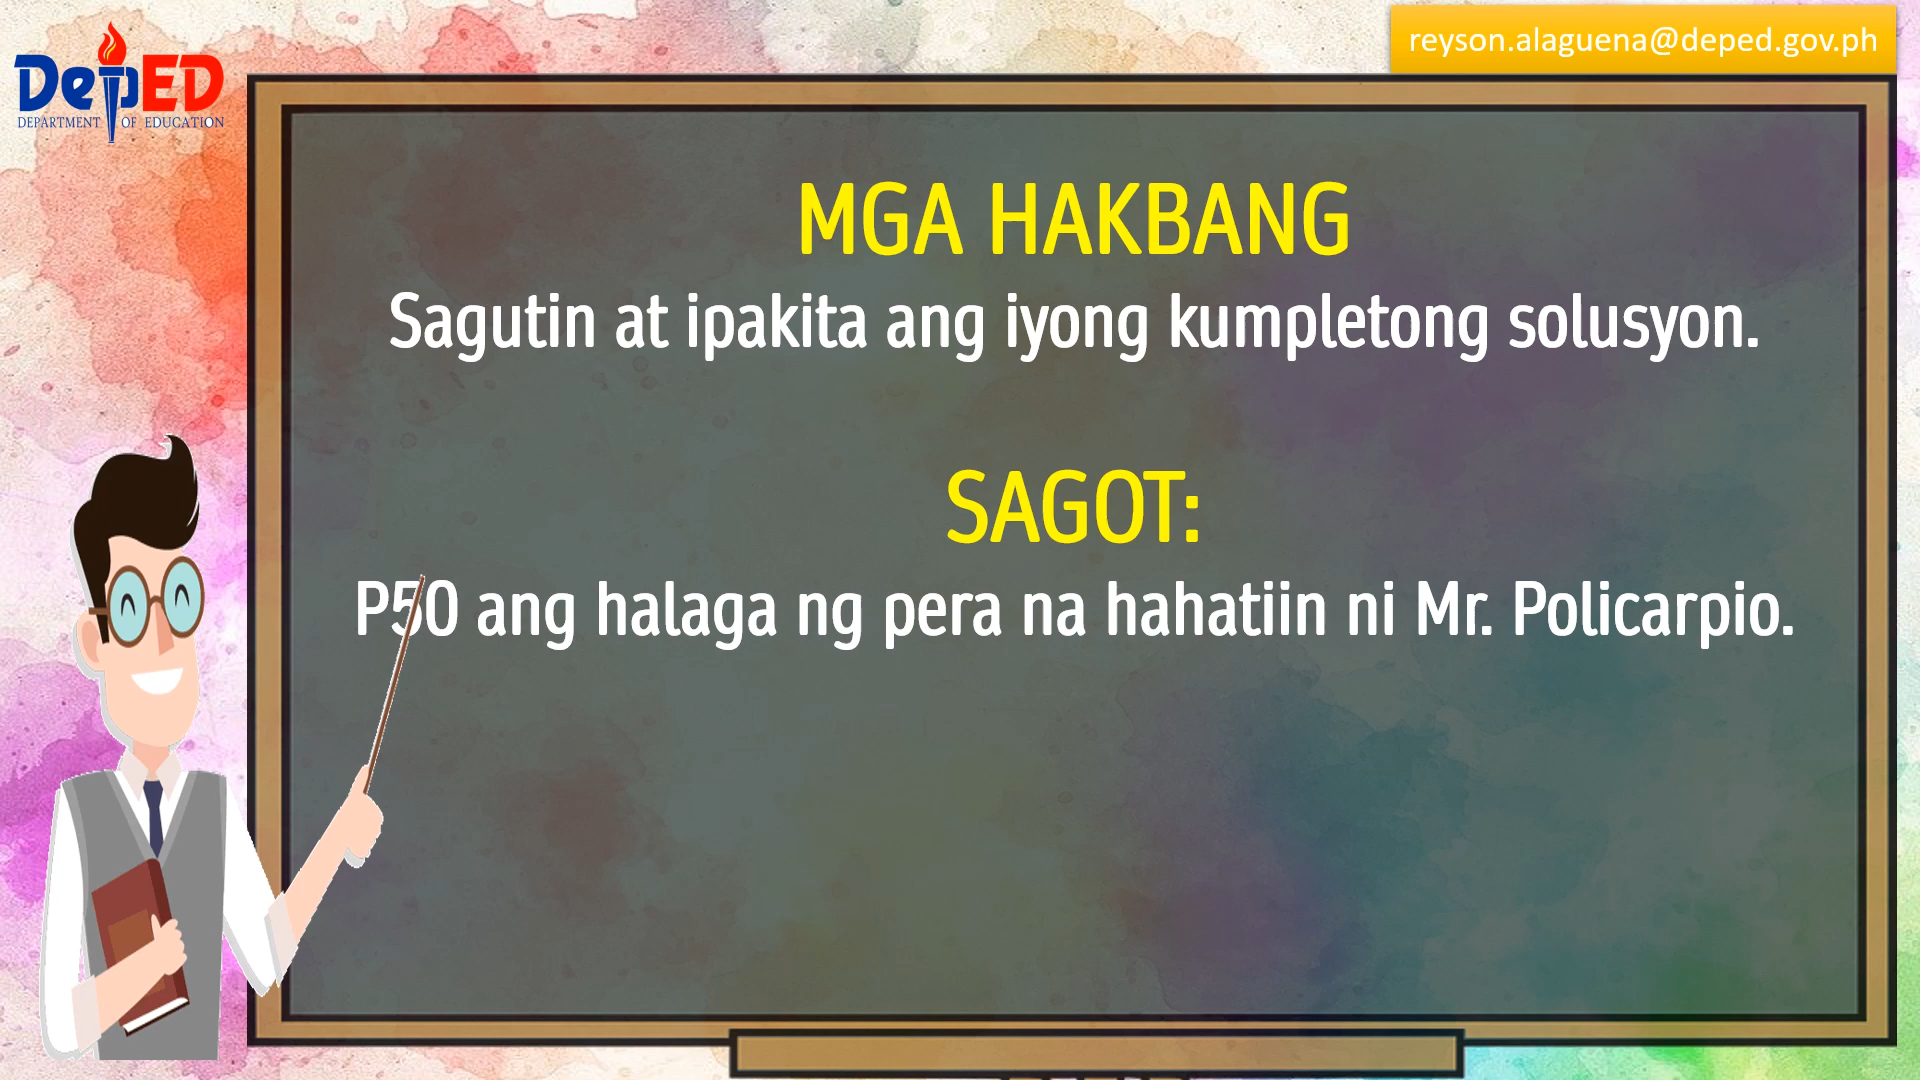 DepED
DEPARTMENT OF EDUCATION
reyson.alaguena@deped.gov.ph
MGA HAKBANG
Sagutin at ipakita ang iyong kumpletong solusyon.
SAGOT:
P50 ang halaga ng pera na hahatiin ni Mr. Policarpio.